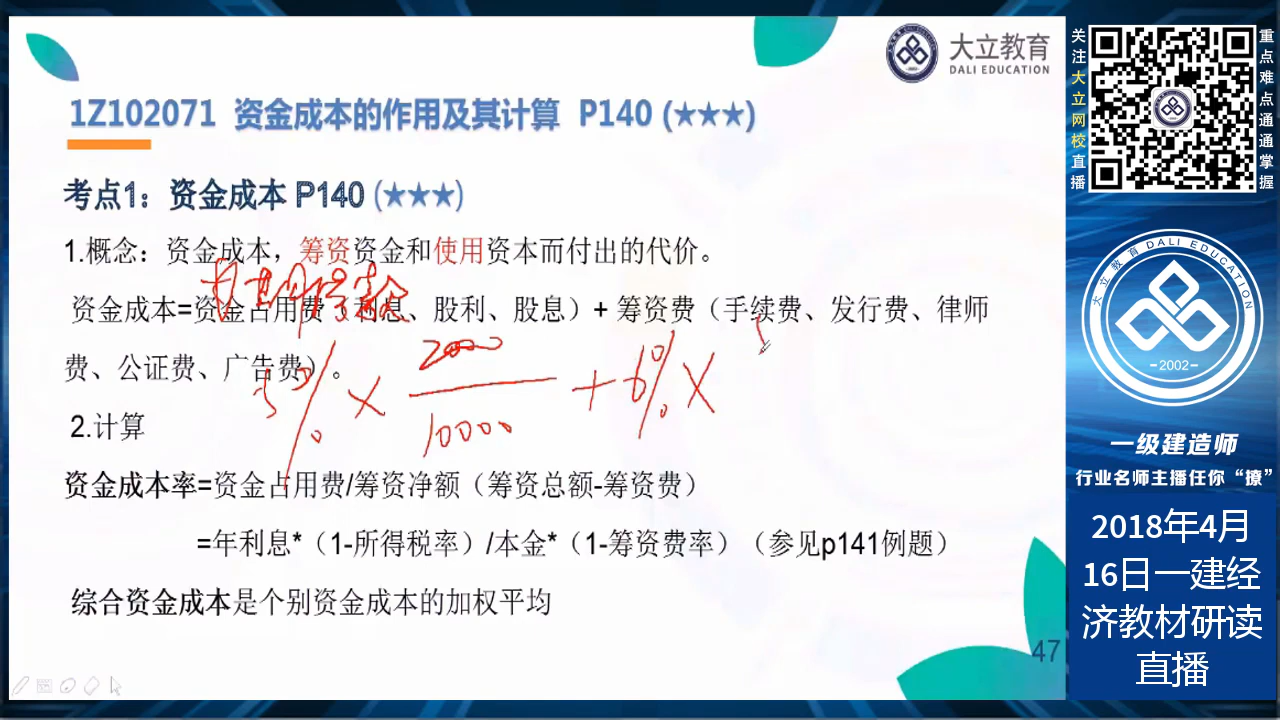 大立教育
DALI EDUCATION
1Z102071 资金成本的作用及其计算 P140 (★★★)
考点1：资金成本 P140 (★★★)
1.概念：资金成本，筹资资金和使用资本而付出的代价。
资金成本=资金占用费（利息、股利、股息）+ 筹资费（手续费、发行费、律师
费、公证费、广告费）。
5% × 2000/10000 + 6% ×
2.计算
资金成本率=资金占用费/筹资净额（筹资总额-筹资费）
=年利息*（1-所得税率）/本金*（1-筹资费率）（参见p141例题）
综合资金成本是个别资金成本的加权平均
47
关注大立网校直播
重点难点通通掌握
大立教育 DALI EDUCATION
2002
一级建造师
行业名师主播任你“撩”
2018年4月
16日一建经
济教材研读
直播